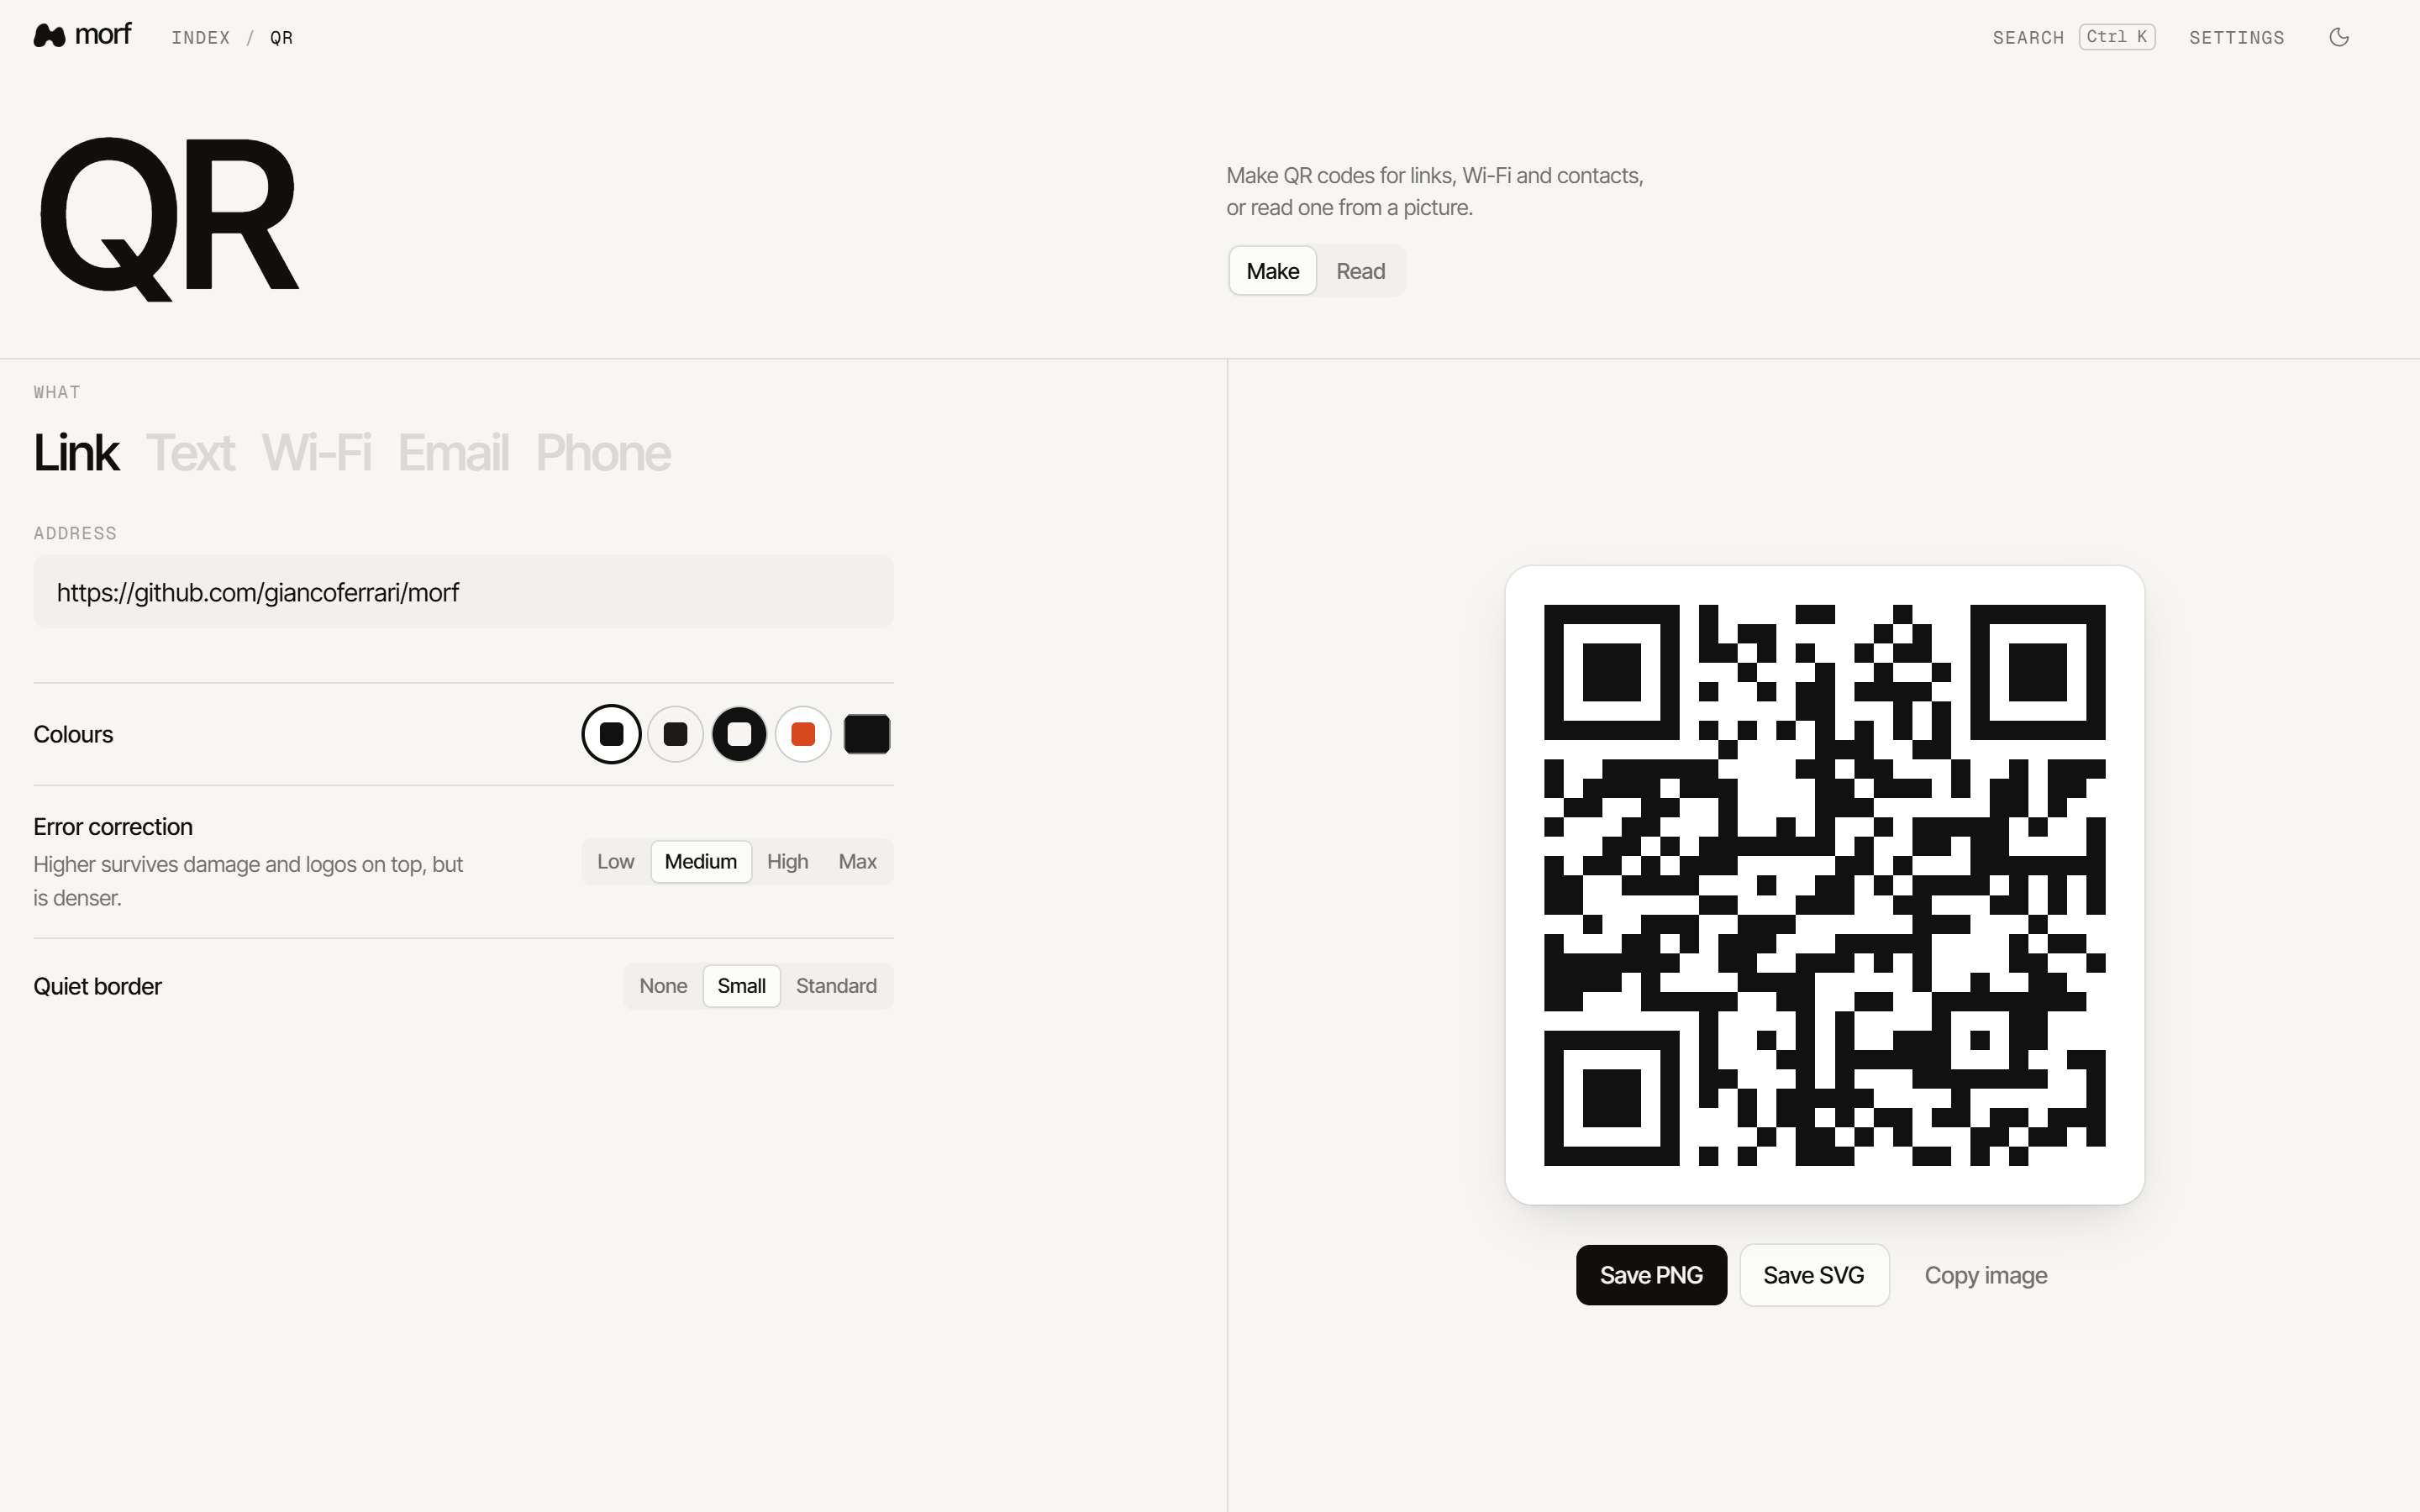 morf
INDEX / QR
SEARCH Ctrl K SETTINGS
QR
Make QR codes for links, Wi-Fi and contacts,
or read one from a picture.
Make Read
WHAT
Link Text Wi-Fi Email Phone
ADDRESS
https://github.com/giancoferrari/morf
Colours
Error correction
Higher survives damage and logos on top, but
is denser.
Low Medium High Max
Quiet border
None Small Standard
Save PNG Save SVG Copy image